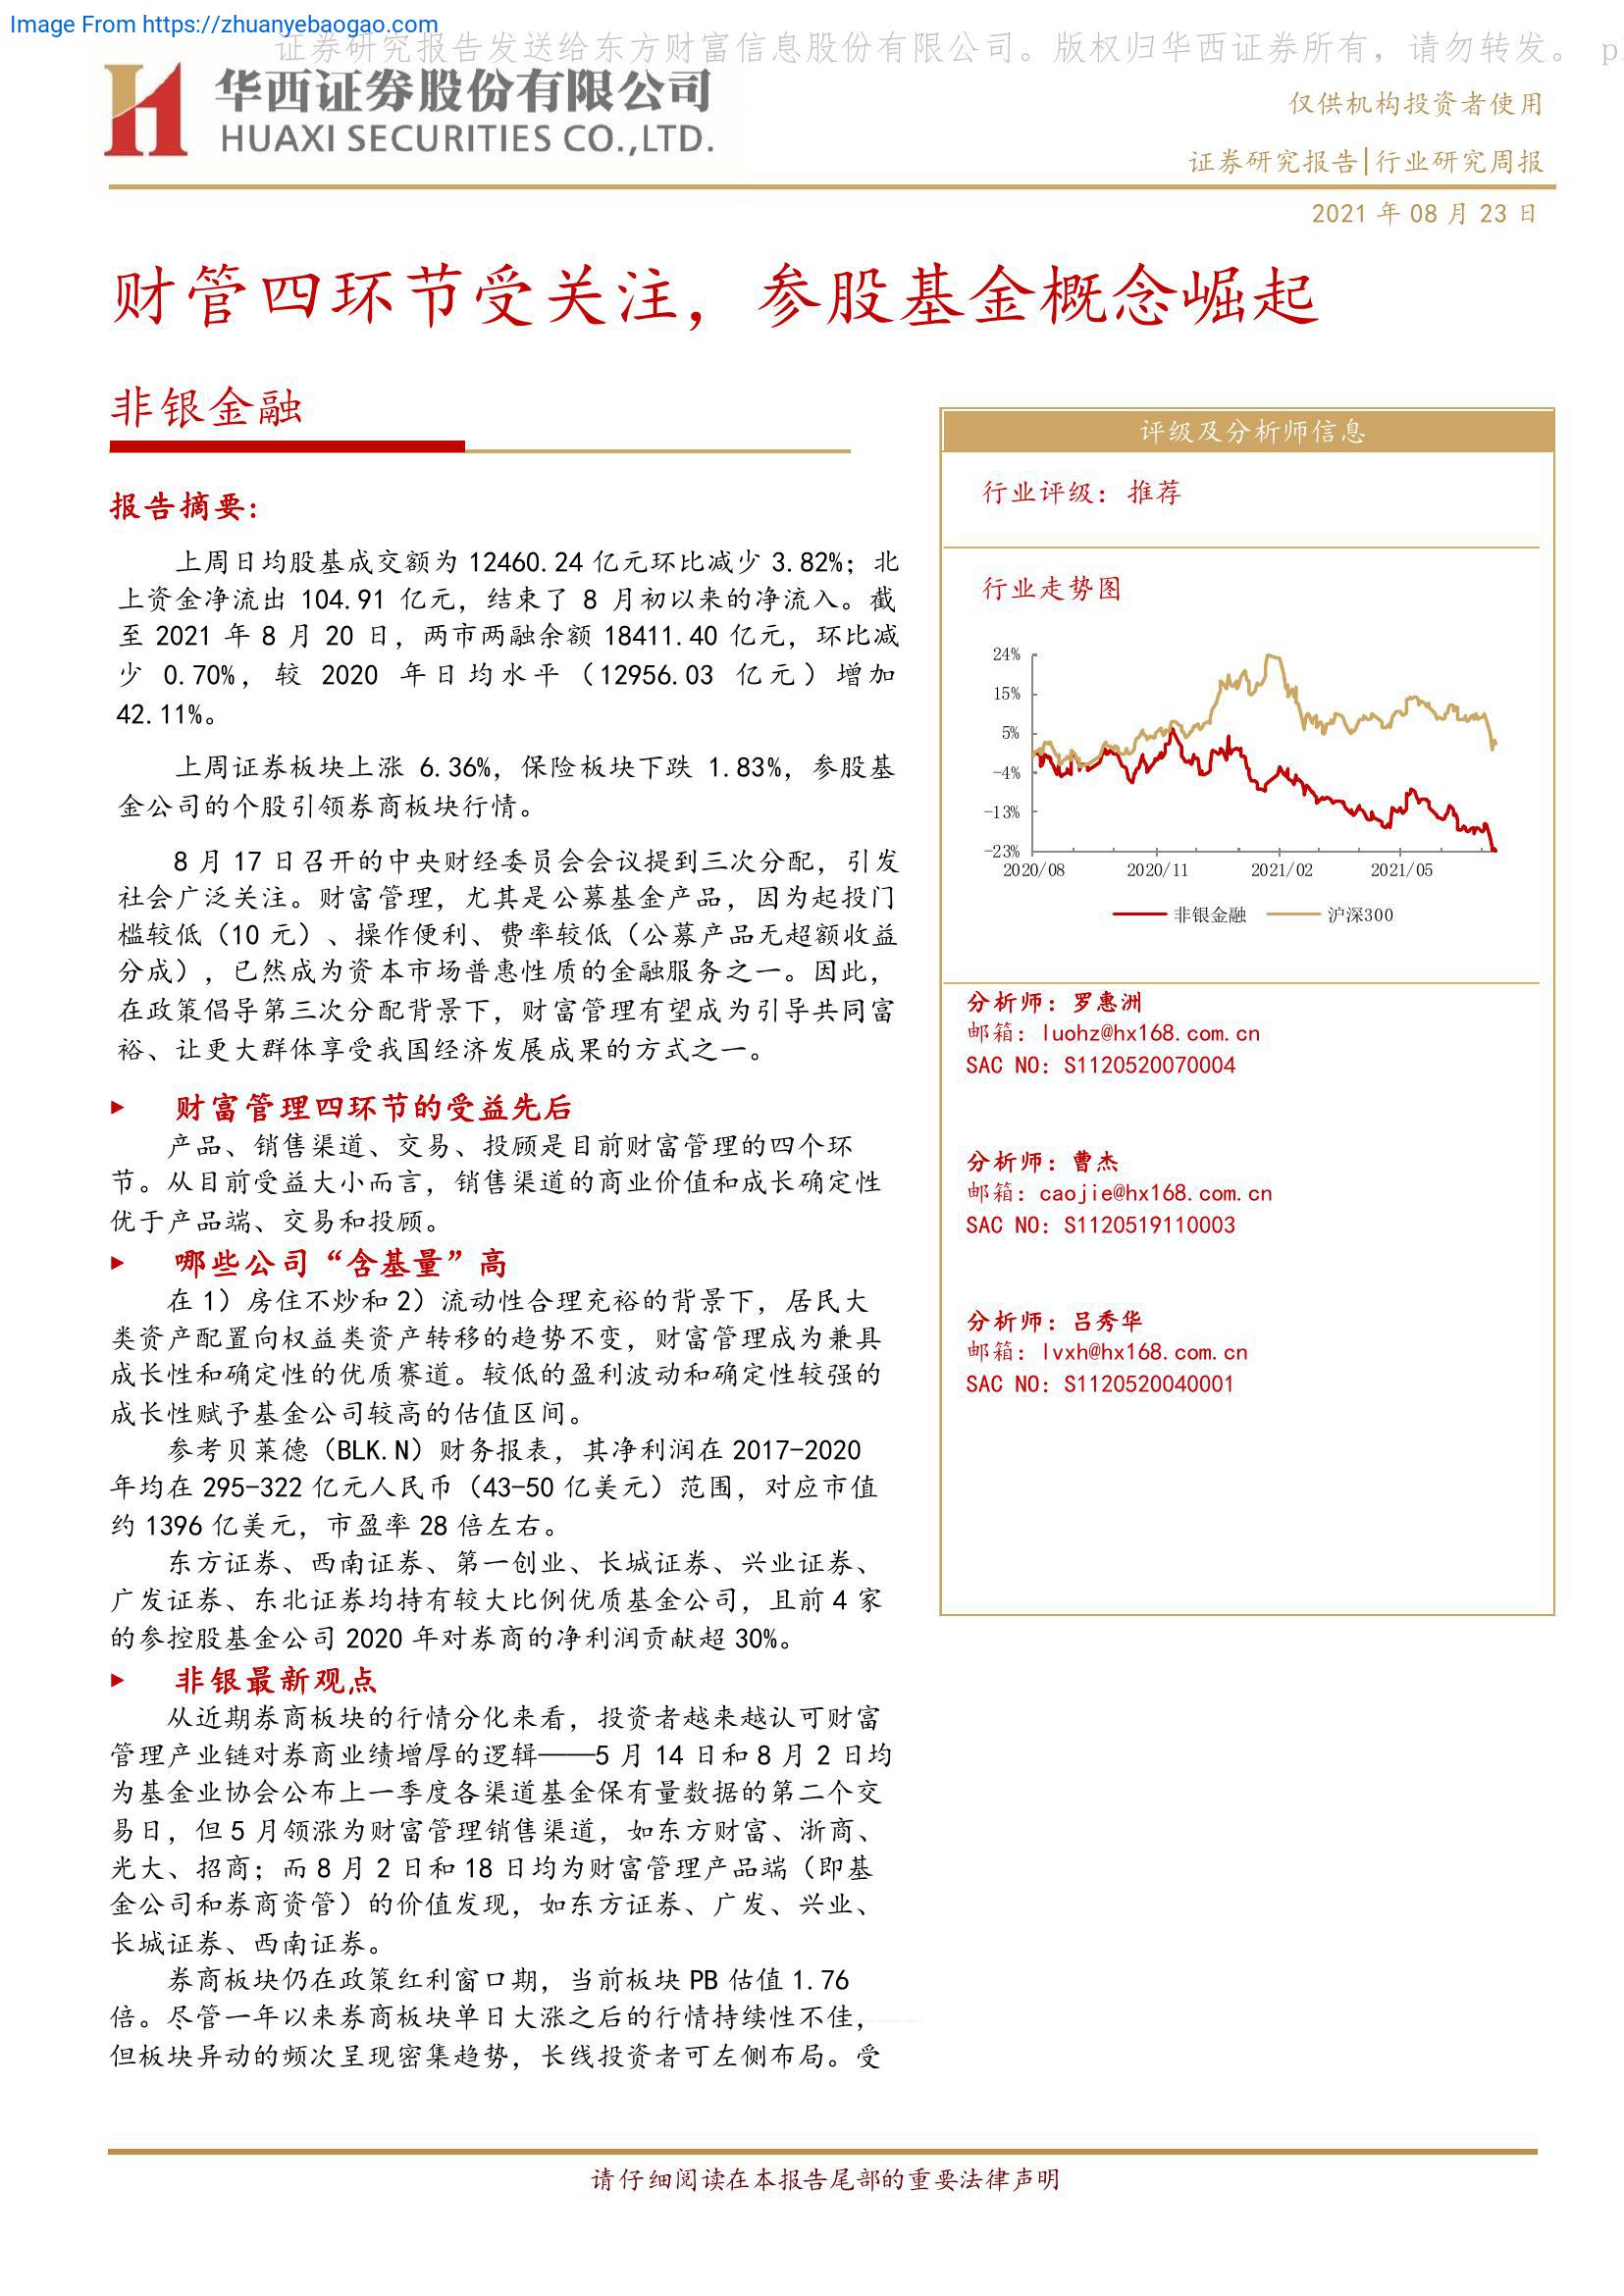 Image From https://zhuanyebaogao.com
证券研究报告发送给东方财富信息股份有限公司。版权归华西证券所有，请勿转发。 p
华西证券股份有限公司
HUAXI SECURITIES CO.,LTD.
仅供机构投资者使用
证券研究报告|行业研究周报
2021 年 08 月 23 日
财管四环节受关注，参股基金概念崛起
非银金融
报告摘要：
上周日均股基成交额为 12460.24 亿元环比减少 3.82%；北
上资金净流出 104.91 亿元，结束了 8 月初以来的净流入。截
至 2021 年 8 月 20 日，两市两融余额 18411.40 亿元，环比减
少 0.70%，较 2020 年日均水平（12956.03 亿元）增加
42.11%。
上周证券板块上涨 6.36%，保险板块下跌 1.83%，参股基
金公司的个股引领券商板块行情。
8 月 17 日召开的中央财经委员会会议提到三次分配，引发
社会广泛关注。财富管理，尤其是公募基金产品，因为起投门
槛较低（10 元）、操作便利、费率较低（公募产品无超额收益
分成），已然成为资本市场普惠性质的金融服务之一。因此，
在政策倡导第三次分配背景下，财富管理有望成为引导共同富
裕、让更大群体享受我国经济发展成果的方式之一。
▶ 财富管理四环节的受益先后
产品、销售渠道、交易、投顾是目前财富管理的四个环
节。从目前受益大小而言，销售渠道的商业价值和成长确定性
优于产品端、交易和投顾。
▶ 哪些公司“含基量”高
在 1）房住不炒和 2）流动性合理充裕的背景下，居民大
类资产配置向权益类资产转移的趋势不变，财富管理成为兼具
成长性和确定性的优质赛道。较低的盈利波动和确定性较强的
成长性赋予基金公司较高的估值区间。
参考贝莱德（BLK.N）财务报表，其净利润在 2017-2020
年均在 295-322 亿元人民币（43-50 亿美元）范围，对应市值
约 1396 亿美元，市盈率 28 倍左右。
东方证券、西南证券、第一创业、长城证券、兴业证券、
广发证券、东北证券均持有较大比例优质基金公司，且前 4 家
的参控股基金公司 2020 年对券商的净利润贡献超 30%。
▶ 非银最新观点
从近期券商板块的行情分化来看，投资者越来越认可财富
管理产业链对券商业绩增厚的逻辑——5 月 14 日和 8 月 2 日均
为基金业协会公布上一季度各渠道基金保有量数据的第二个交
易日，但 5 月领涨为财富管理销售渠道，如东方财富、浙商、
光大、招商；而 8 月 2 日和 18 日均为财富管理产品端（即基
金公司和券商资管）的价值发现，如东方证券、广发、兴业、
长城证券、西南证券。
券商板块仍在政策红利窗口期，当前板块 PB 估值 1.76
倍。尽管一年以来券商板块单日大涨之后的行情持续性不佳，
但板块异动的频次呈现密集趋势，长线投资者可左侧布局。受
评级及分析师信息
行业评级：推荐
行业走势图
24%
15%
5%
-4%
-13%
-23%
2020/08 2020/11 2021/02 2021/05
非银金融 沪深300
分析师：罗惠洲
邮箱：luohz@hx168.com.cn
SAC NO：S1120520070004
分析师：曹杰
邮箱：caojie@hx168.com.cn
SAC NO：S1120519110003
分析师：吕秀华
邮箱：lvxh@hx168.com.cn
SAC NO：S1120520040001
请仔细阅读在本报告尾部的重要法律声明